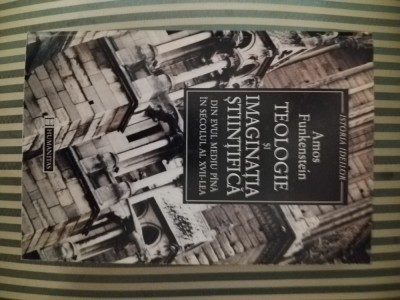 ISTORIA IDEILOR
Amos
Funkenstein
TEOLOGIE
ȘI
IMAGINAȚIA
ȘTIINȚIFICĂ
DIN EVUL MEDIU PÎNĂ
ÎN SECOLUL AL XVII-LEA
HUMANITAS